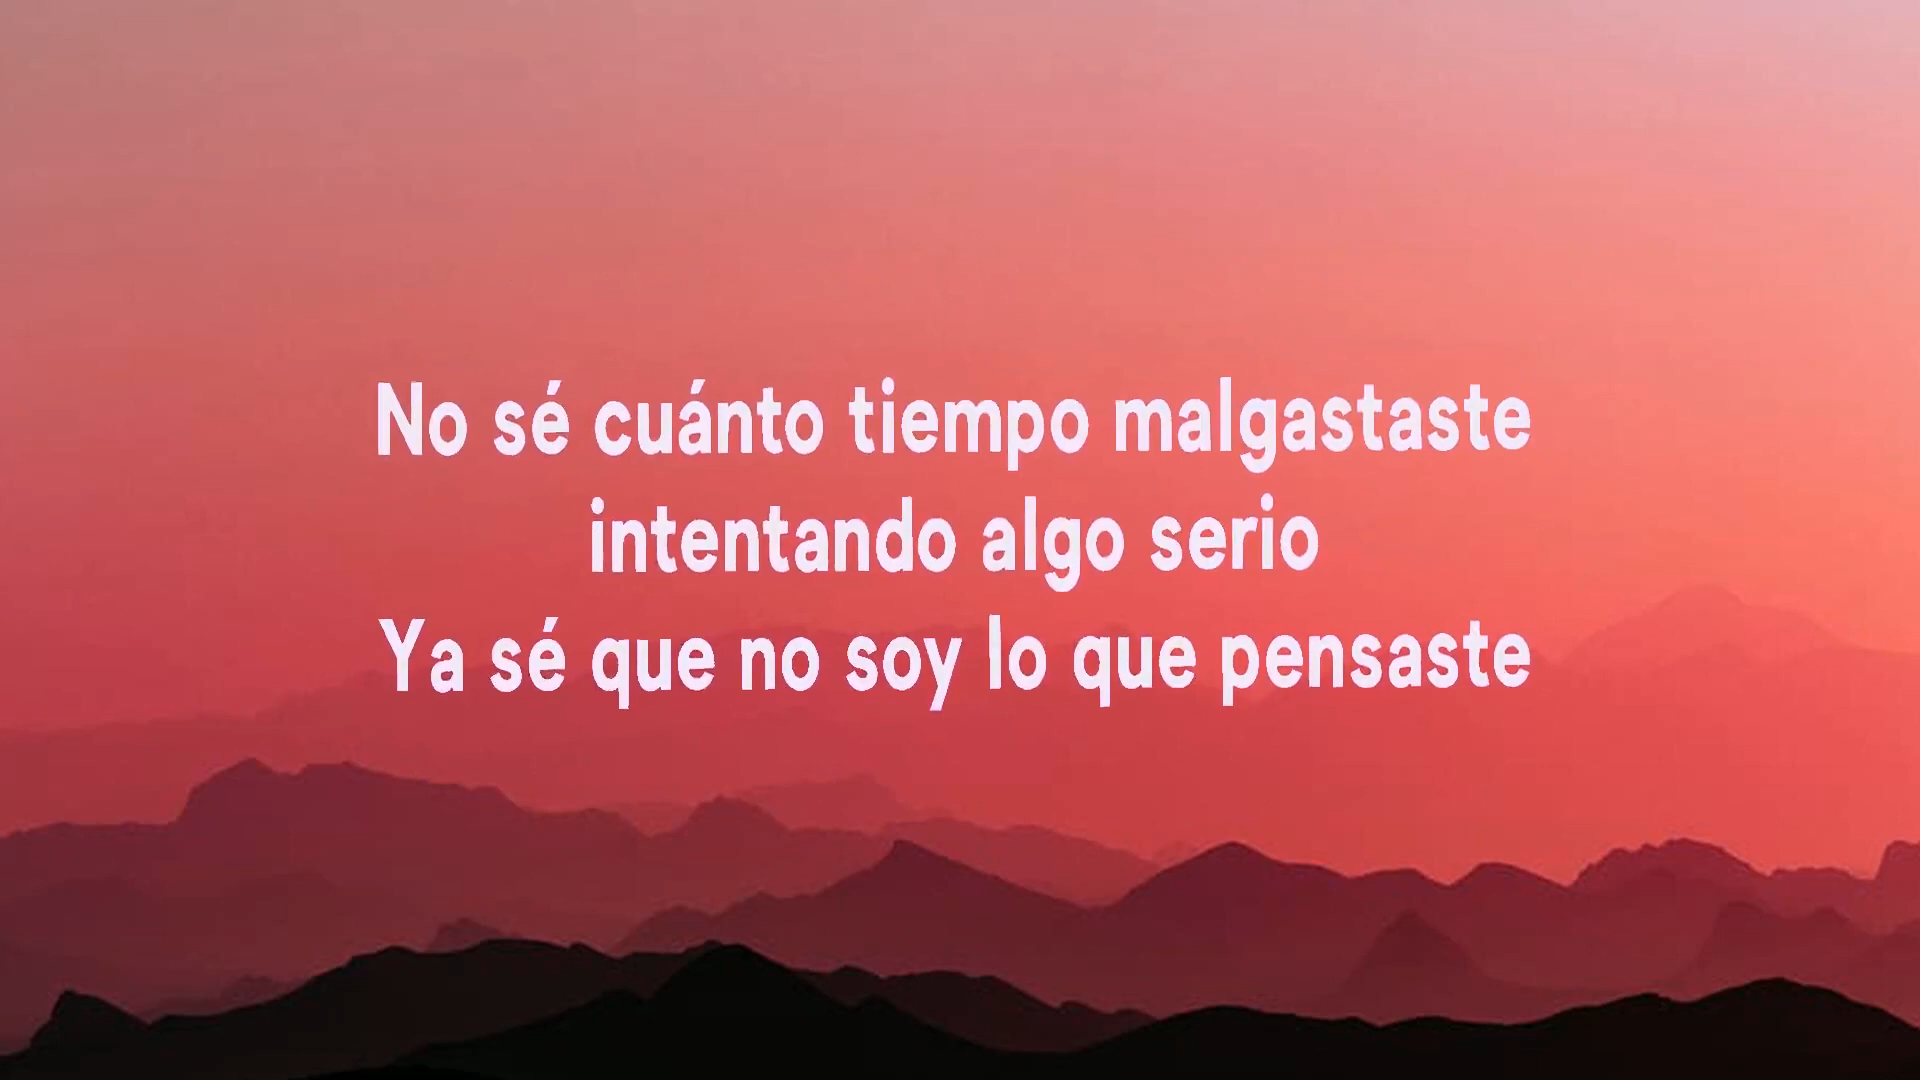 No sé cuánto tiempo malgastaste
intentando algo serio
Ya sé que no soy lo que pensaste